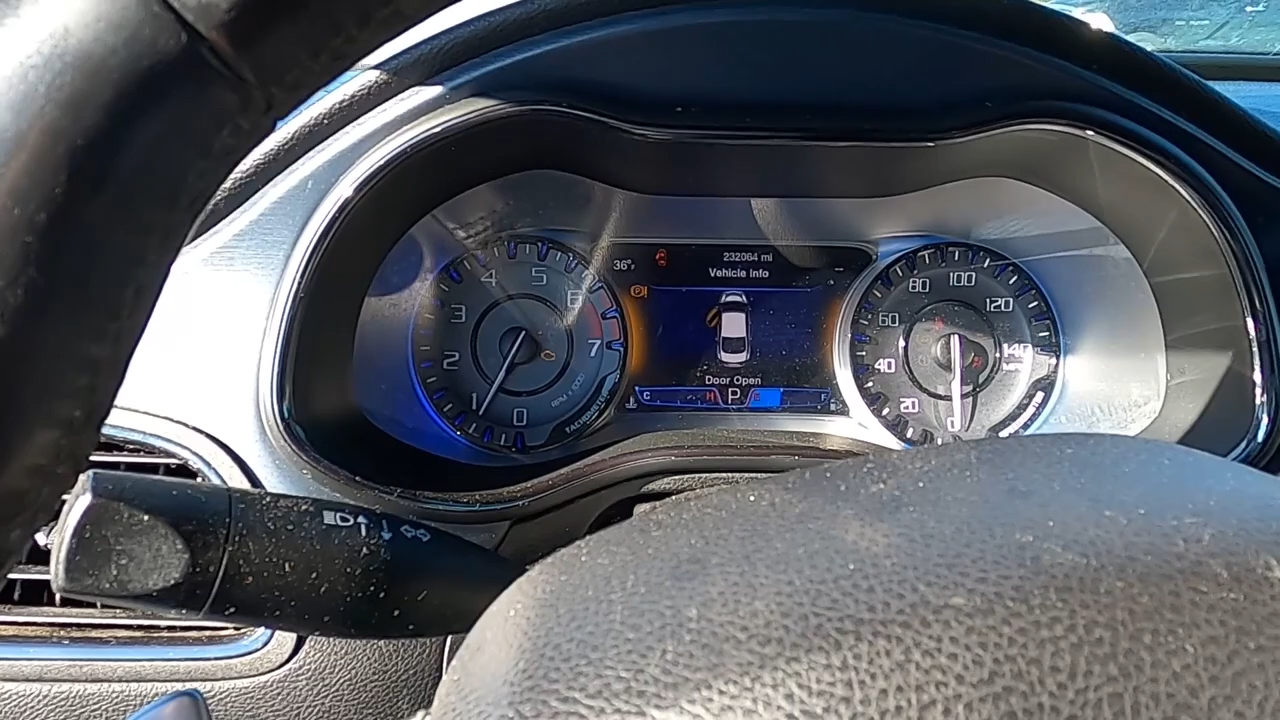 36°F
232064 mi
Vehicle Info
Door Open
C H P E F
0
1
2
3
4
5
6
7
RPM x 1000
TACHOMETER
0
20
40
60
80
100
120
140